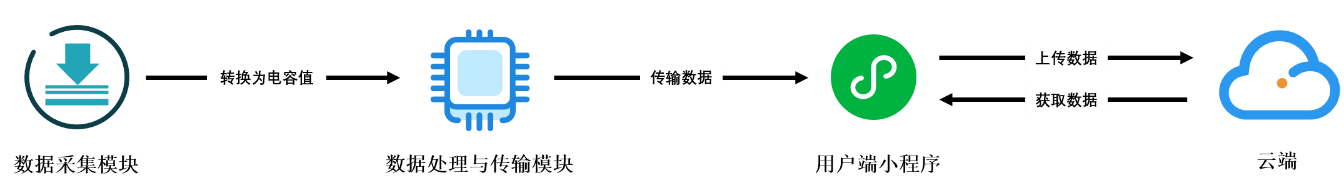 转换为电容值
传输数据
上传数据
获取数据
数据采集模块
数据处理与传输模块
用户端小程序
云端